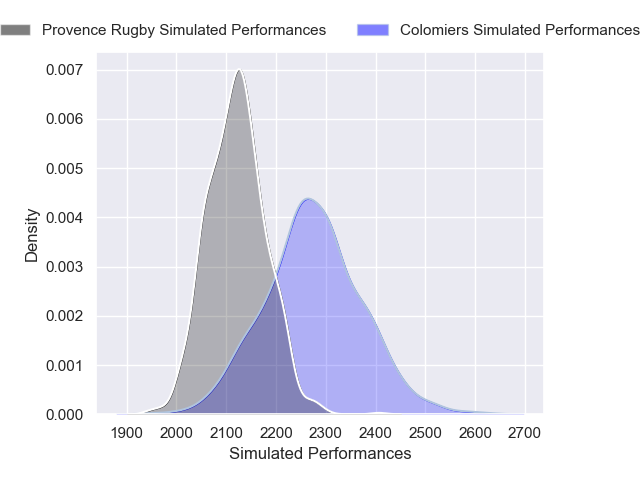 Provence Rugby Simulated Performances
Colomiers Simulated Performances
0.007
0.006
0.005
0.004
0.003
0.002
0.001
0.000
Density
1900 2000 2100 2200 2300 2400 2500 2600 2700
Simulated Performances